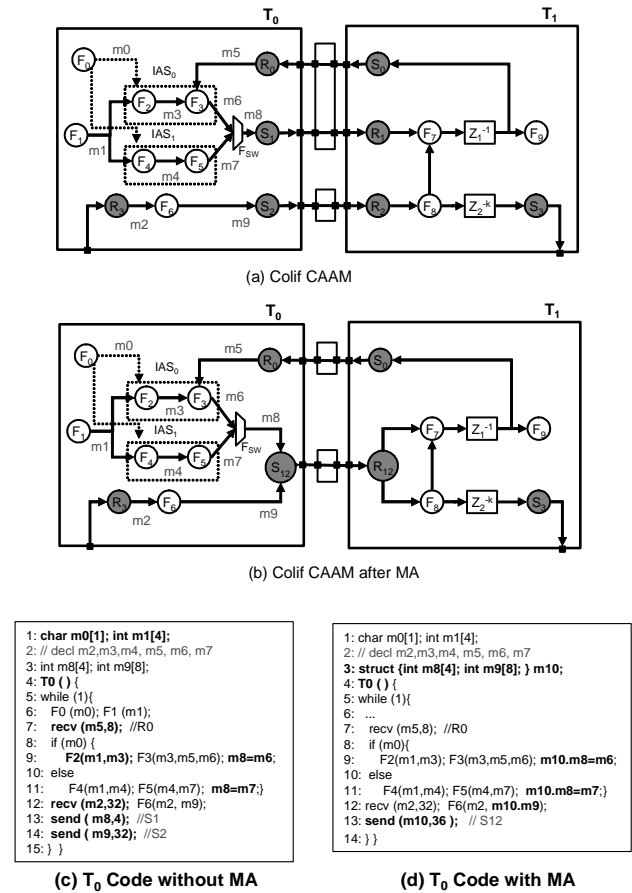 T0
T1
F0
m0
IAS0
m5
R0
S0
F2
m3
F3
m6
m8
F1
m1
IAS1
F4
m4
F5
m7
FSW
S1
R1
F7
Z1-1
F9
R3
m2
F6
m9
S2
R2
F8
Z2-k
S3
(a) Colif CAAM
T0
T1
F0
m0
IAS0
m5
R0
S0
F2
m3
F3
m6
m8
F1
m1
IAS1
F4
m4
F5
m7
FSW
S12
R12
F7
Z1-1
F9
R3
m2
F6
m9
F8
Z2-k
S3
(b) Colif CAAM after MA
1: char m0[1]; int m1[4];
2: // decl m2,m3,m4, m5, m6, m7
3: int m8[4]; int m9[8];
4: T0 ( ) {
5: while (1){
6: F0 (m0); F1 (m1);
7: recv (m5,8); //R0
8: if (m0) {
9: F2(m1,m3); F3(m3,m5,m6); m8=m6;
10: else
11: F4(m1,m4); F5(m4,m7); m8=m7;}
12: recv (m2,32); F6(m2, m9);
13: send ( m8,4); //S1
14: send ( m9,32); //S2
15: } }
(c) T0 Code without MA
1: char m0[1]; int m1[4];
2: // decl m2,m3,m4, m5, m6, m7
3: struct {int m8[4]; int m9[8]; } m10;
4: T0 ( ) {
5: while (1){
6: ...
7: recv (m5,8); //R0
8: if (m0){
9: F2(m1,m3); F3(m3,m5,m6); m10.m8=m6;
10: else
11: F4(m1,m4); F5(m4,m7); m10.m8=m7;}
12: recv (m2,32); F6(m2, m10.m9);
13: send (m10,36 ); // S12
14: } }
(d) T0 Code with MA